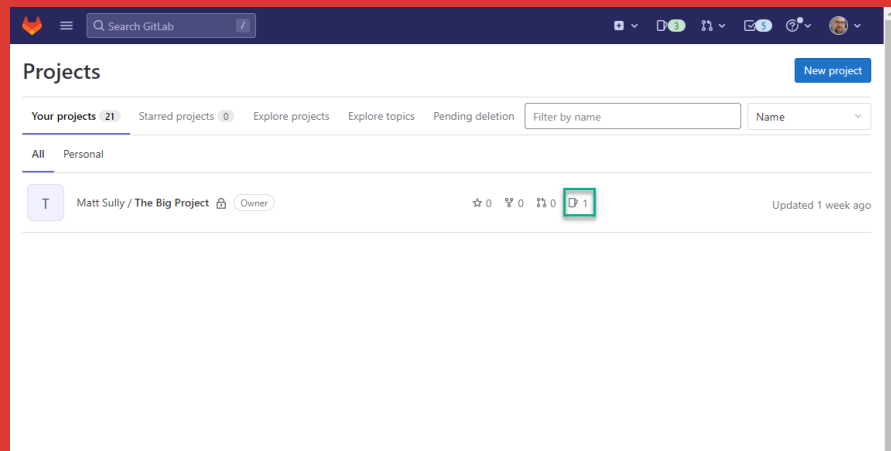 Search GitLab /
3
5
Projects
New project
Your projects 21 Starred projects 0 Explore projects Explore topics Pending deletion Filter by name Name
All Personal
T Matt Sully / The Big Project Owner 0 0 0 1 Updated 1 week ago